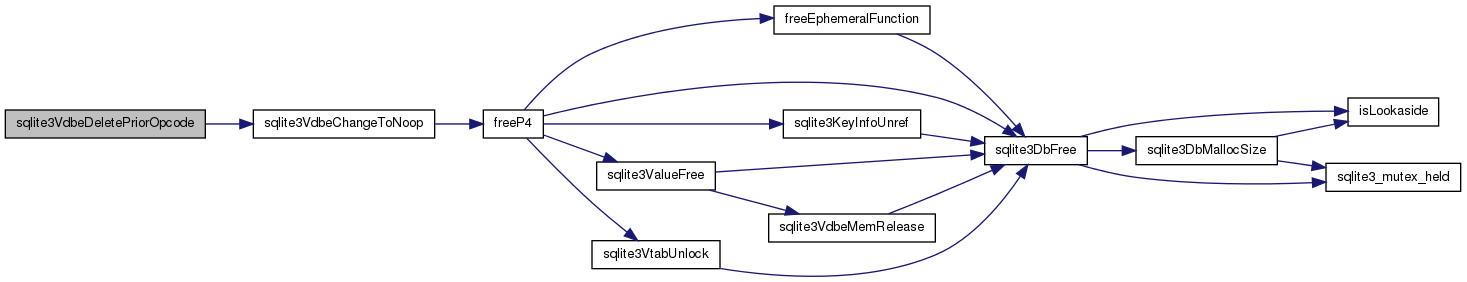 sqlite3VdbeDeletePriorOpcode
sqlite3VdbeChangeToNoop
freeP4
freeEphemeralFunction
sqlite3KeyInfoUnref
sqlite3ValueFree
sqlite3VdbeMemRelease
sqlite3VtabUnlock
sqlite3DbFree
sqlite3DbMallocSize
isLookaside
sqlite3_mutex_held